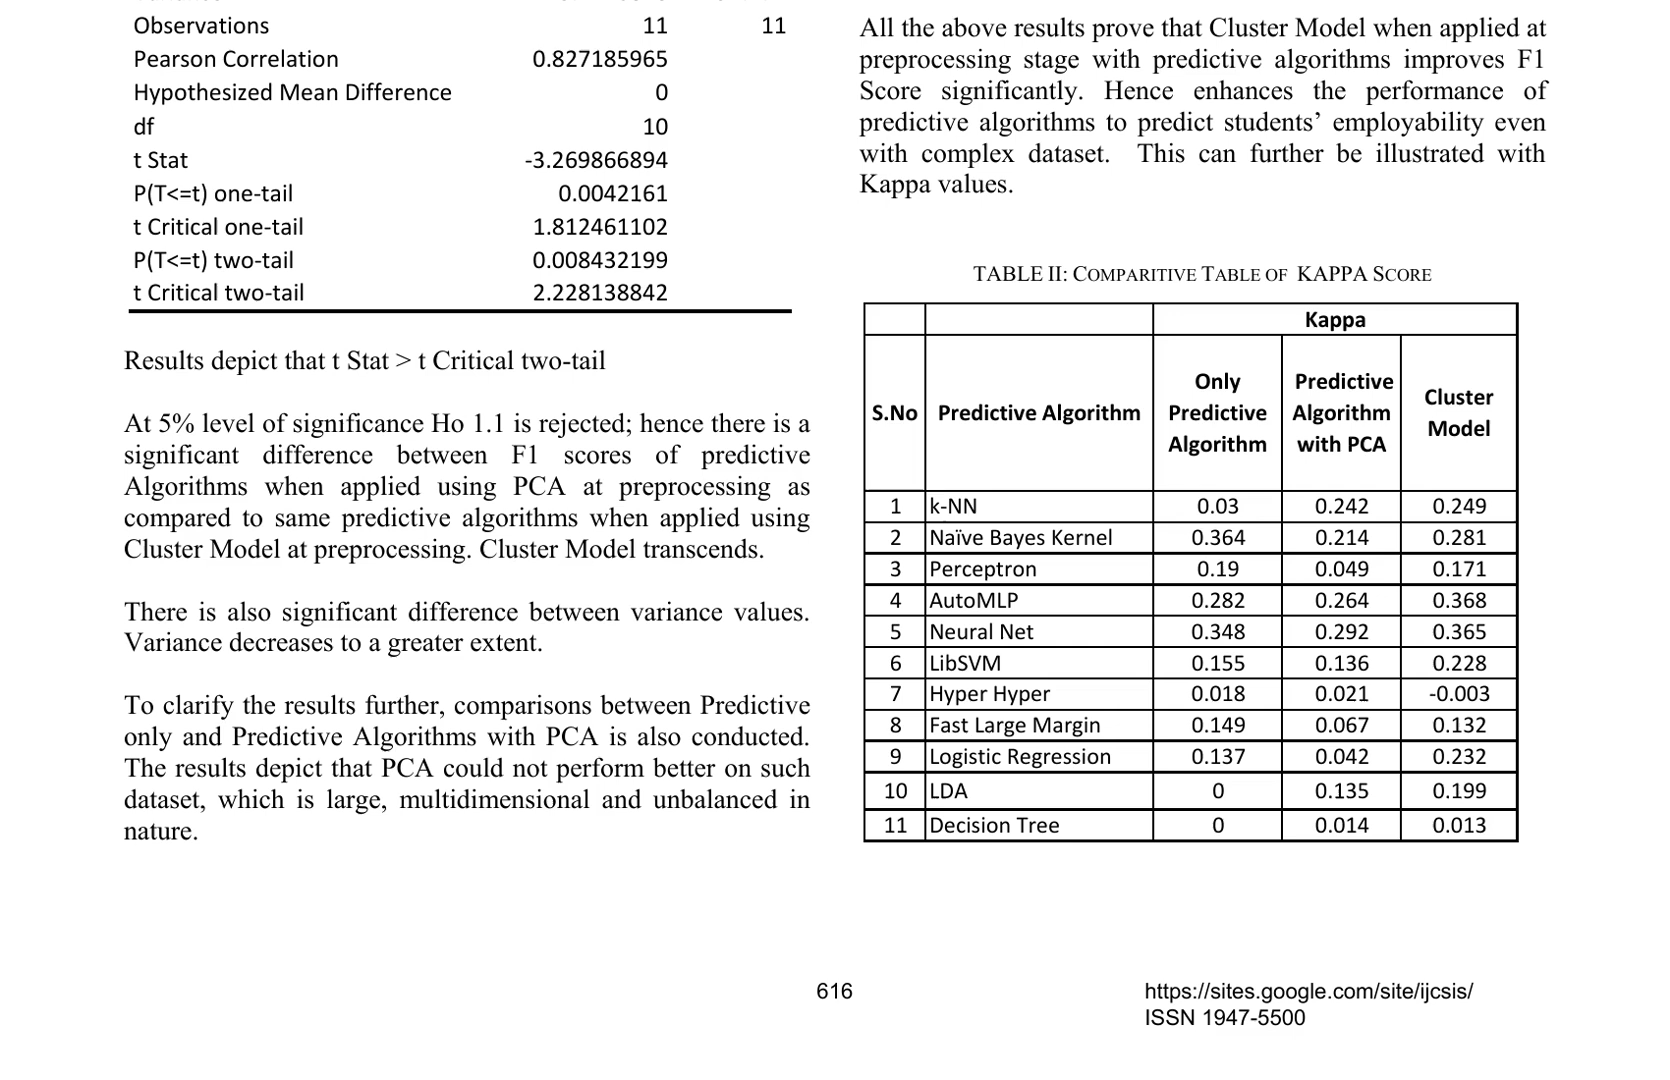 Observations 11 11
Pearson Correlation 0.827185965
Hypothesized Mean Difference 0
df 10
t Stat -3.269866894
P(T<=t) one-tail 0.0042161
t Critical one-tail 1.812461102
P(T<=t) two-tail 0.008432199
t Critical two-tail 2.228138842
Results depict that t Stat > t Critical two-tail
At 5% level of significance Ho 1.1 is rejected; hence there is a
significant difference between F1 scores of predictive
Algorithms when applied using PCA at preprocessing as
compared to same predictive algorithms when applied using
Cluster Model at preprocessing. Cluster Model transcends.
There is also significant difference between variance values.
Variance decreases to a greater extent.
To clarify the results further, comparisons between Predictive
only and Predictive Algorithms with PCA is also conducted.
The results depict that PCA could not perform better on such
dataset, which is large, multidimensional and unbalanced in
nature.
All the above results prove that Cluster Model when applied at
preprocessing stage with predictive algorithms improves F1
Score significantly. Hence enhances the performance of
predictive algorithms to predict students’ employability even
with complex dataset. This can further be illustrated with
Kappa values.
TABLE II: COMPARITIVE TABLE OF KAPPA SCORE
Kappa
S.No Predictive Algorithm Only Predictive Algorithm Predictive Algorithm with PCA Cluster Model
1 k-NN 0.03 0.242 0.249
2 Naïve Bayes Kernel 0.364 0.214 0.281
3 Perceptron 0.19 0.049 0.171
4 AutoMLP 0.282 0.264 0.368
5 Neural Net 0.348 0.292 0.365
6 LibSVM 0.155 0.136 0.228
7 Hyper Hyper 0.018 0.021 -0.003
8 Fast Large Margin 0.149 0.067 0.132
9 Logistic Regression 0.137 0.042 0.232
10 LDA 0 0.135 0.199
11 Decision Tree 0 0.014 0.013
616
https://sites.google.com/site/ijcsis/
ISSN 1947-5500